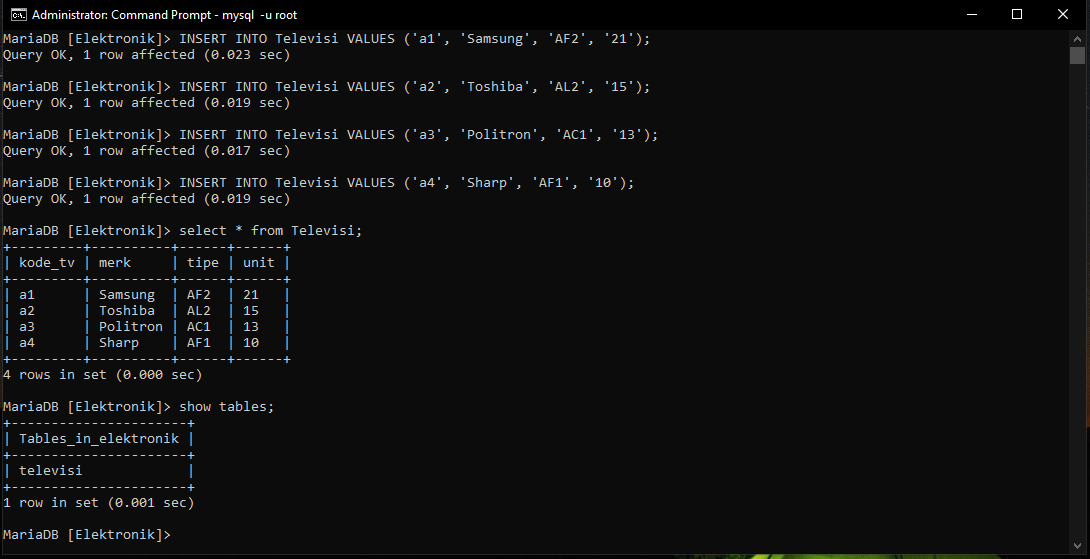 Administrator: Command Prompt - mysql  -u root
MariaDB [Elektronik]> INSERT INTO Televisi VALUES ('a1', 'Samsung', 'AF2', '21');
Query OK, 1 row affected (0.023 sec)
MariaDB [Elektronik]> INSERT INTO Televisi VALUES ('a2', 'Toshiba', 'AL2', '15');
Query OK, 1 row affected (0.019 sec)
MariaDB [Elektronik]> INSERT INTO Televisi VALUES ('a3', 'Politron', 'AC1', '13');
Query OK, 1 row affected (0.017 sec)
MariaDB [Elektronik]> INSERT INTO Televisi VALUES ('a4', 'Sharp', 'AF1', '10');
Query OK, 1 row affected (0.019 sec)
MariaDB [Elektronik]> select * from Televisi;
+---------+----------+------+------+
| kode_tv | merk     | tipe | unit |
+---------+----------+------+------+
| a1      | Samsung  | AF2  | 21   |
| a2      | Toshiba  | AL2  | 15   |
| a3      | Politron | AC1  | 13   |
| a4      | Sharp    | AF1  | 10   |
+---------+----------+------+------+
4 rows in set (0.000 sec)
MariaDB [Elektronik]> show tables;
+----------------------+
| Tables_in_elektronik |
+----------------------+
| televisi             |
+----------------------+
1 row in set (0.001 sec)
MariaDB [Elektronik]>